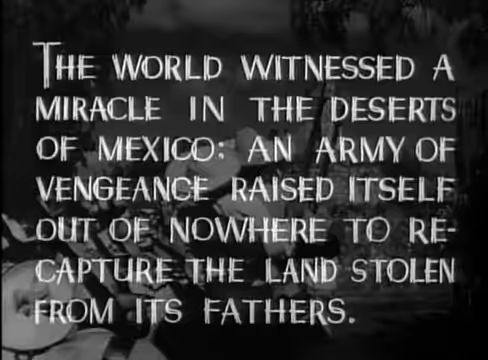 THE WORLD WITNESSED A
MIRACLE IN THE DESERTS
OF MEXICO: AN ARMY OF
VENGEANCE RAISED ITSELF
OUT OF NOWHERE TO RE-
CAPTURE THE LAND STOLEN
FROM ITS FATHERS.